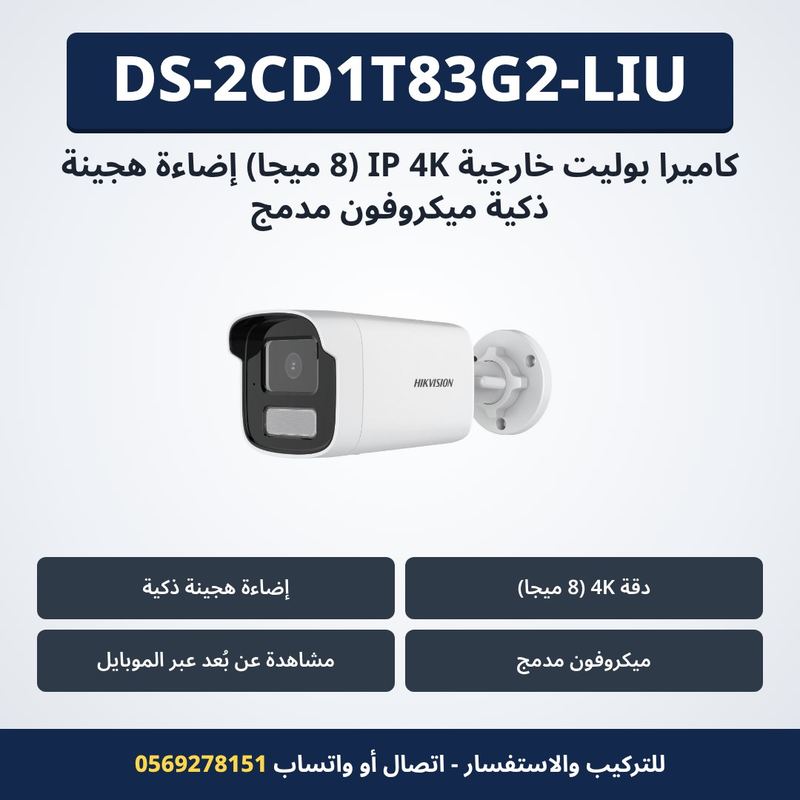 DS-2CD1T83G2-LIU
كاميرا بوليت خارجية IP 4K (8 ميجا) إضاءة هجينة
ذكية ميكروفون مدمج
HIKVISION
دقة 4K (8 ميجا)
إضاءة هجينة ذكية
ميكروفون مدمج
مشاهدة عن بُعد عبر الموبايل
للتركيب والاستفسار - اتصال أو واتساب 0569278151